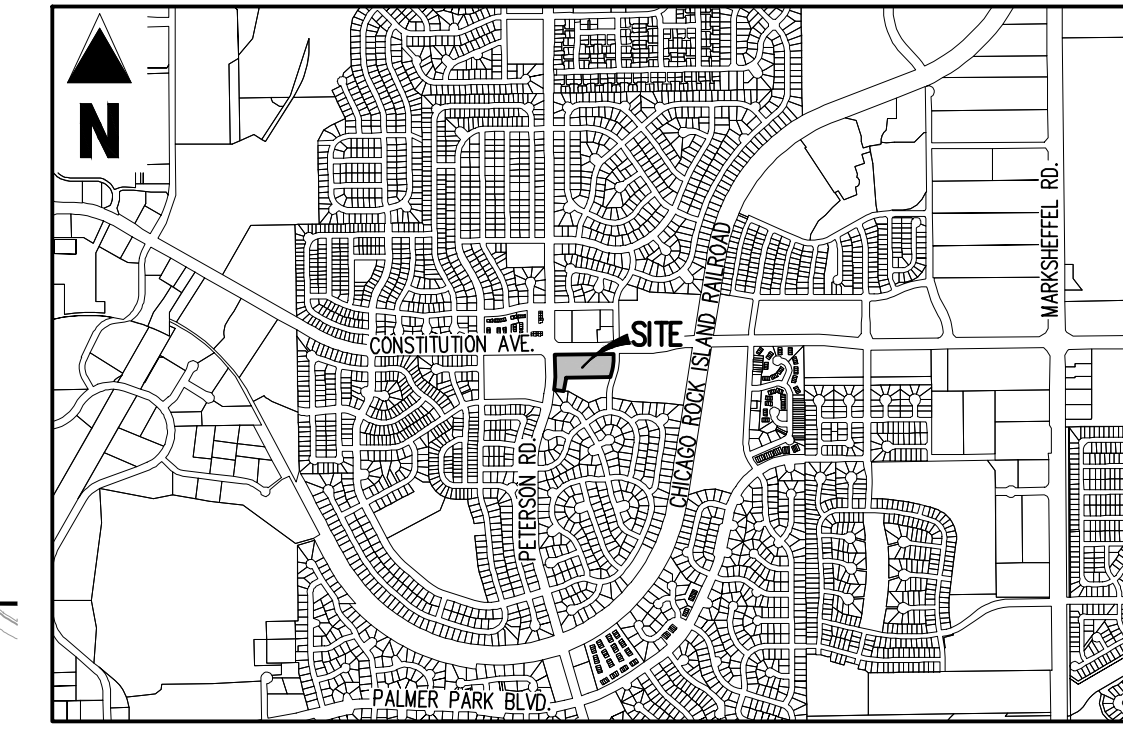 N
MARKSHEFFEL RD.
CHICAGO ROCK ISLAND RAILROAD
SITE
CONSTITUTION AVE.
PETERSON RD.
PALMER PARK BLVD.